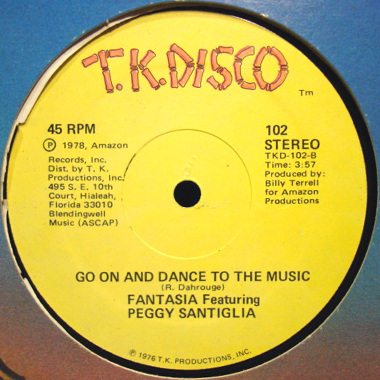 T.K.DISCO
Tm
45 RPM
℗ 1978, Amazon
Records, Inc.
Dist. by T. K.
Productions, Inc.
495 S. E. 10th
Court, Hialeah,
Florida 33010
Blendingwell
Music (ASCAP)
102
STEREO
TKD-102-B
Time: 3:57
Produced by:
Billy Terrell
for Amazon
Productions
GO ON AND DANCE TO THE MUSIC
(R. Dahrouge)
FANTASIA Featuring
PEGGY SANTIGLIA
℗ 1976 T.K. PRODUCTIONS, INC.